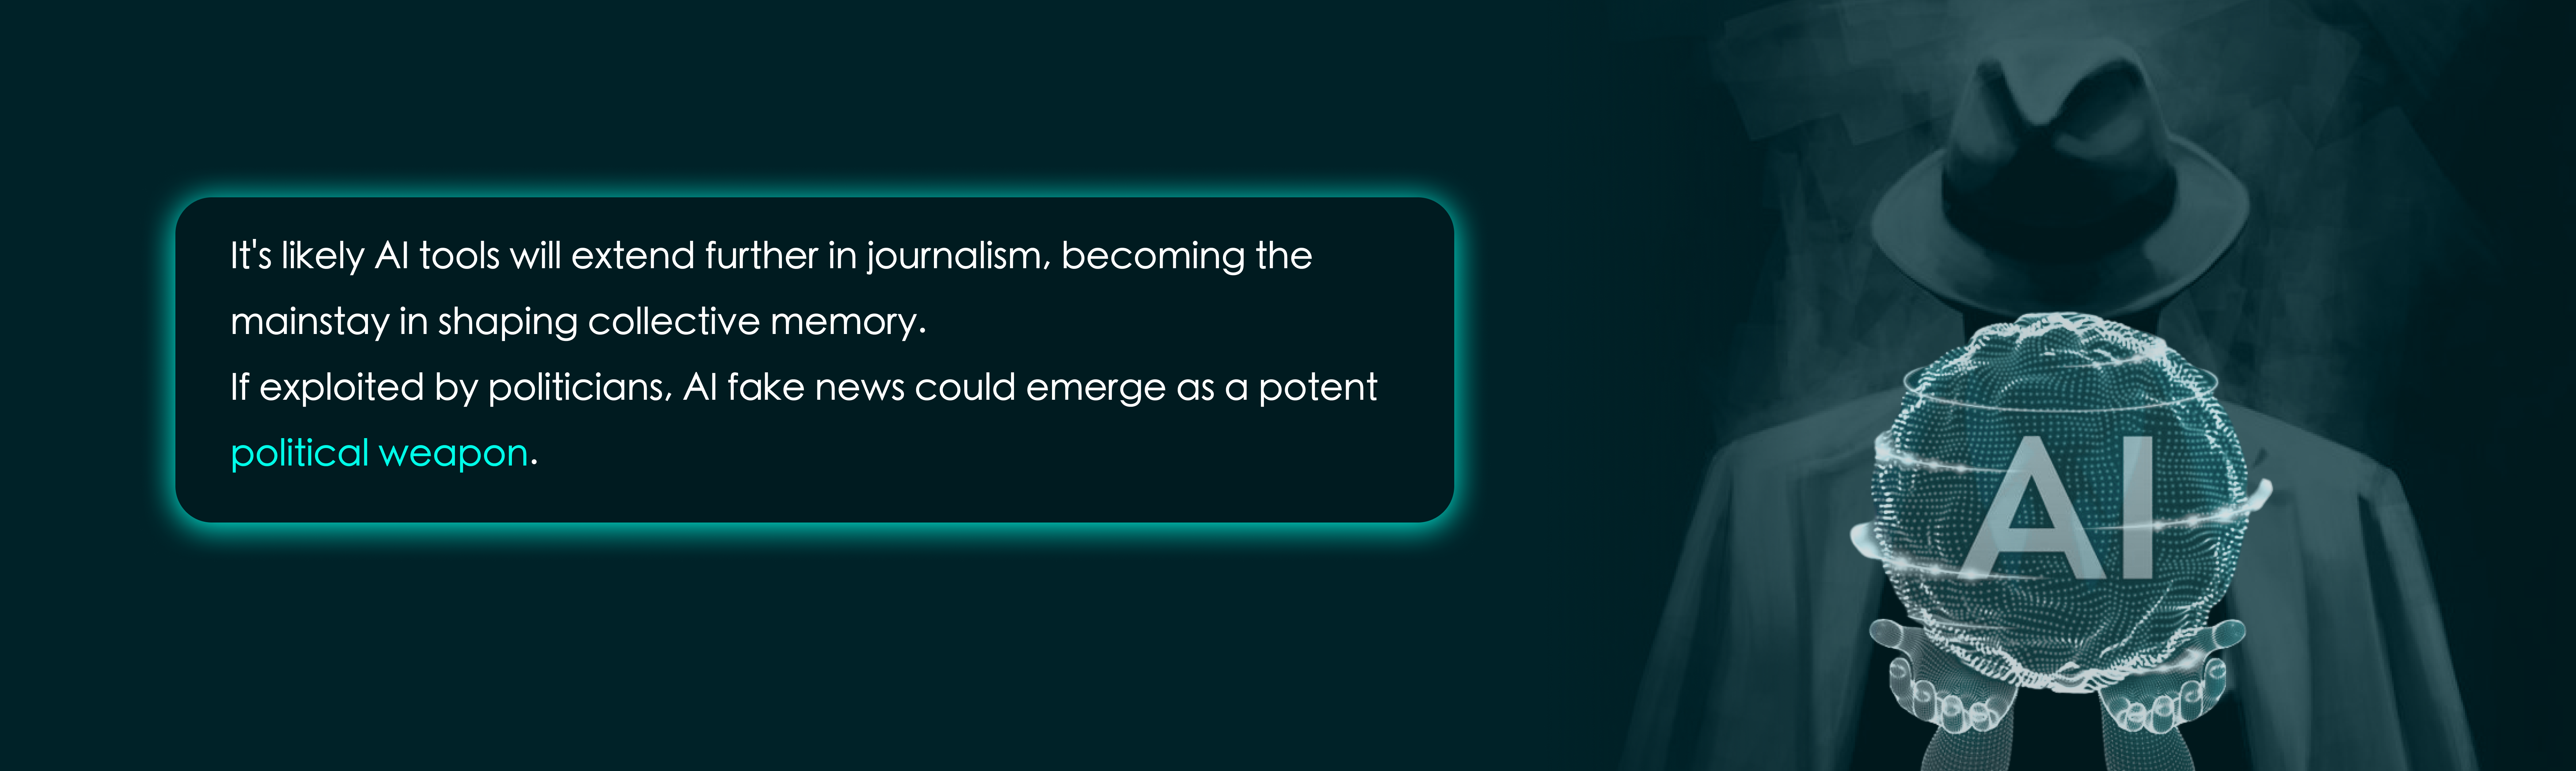 It's likely AI tools will extend further in journalism, becoming the
mainstay in shaping collective memory.
If exploited by politicians, AI fake news could emerge as a potent
political weapon.
AI